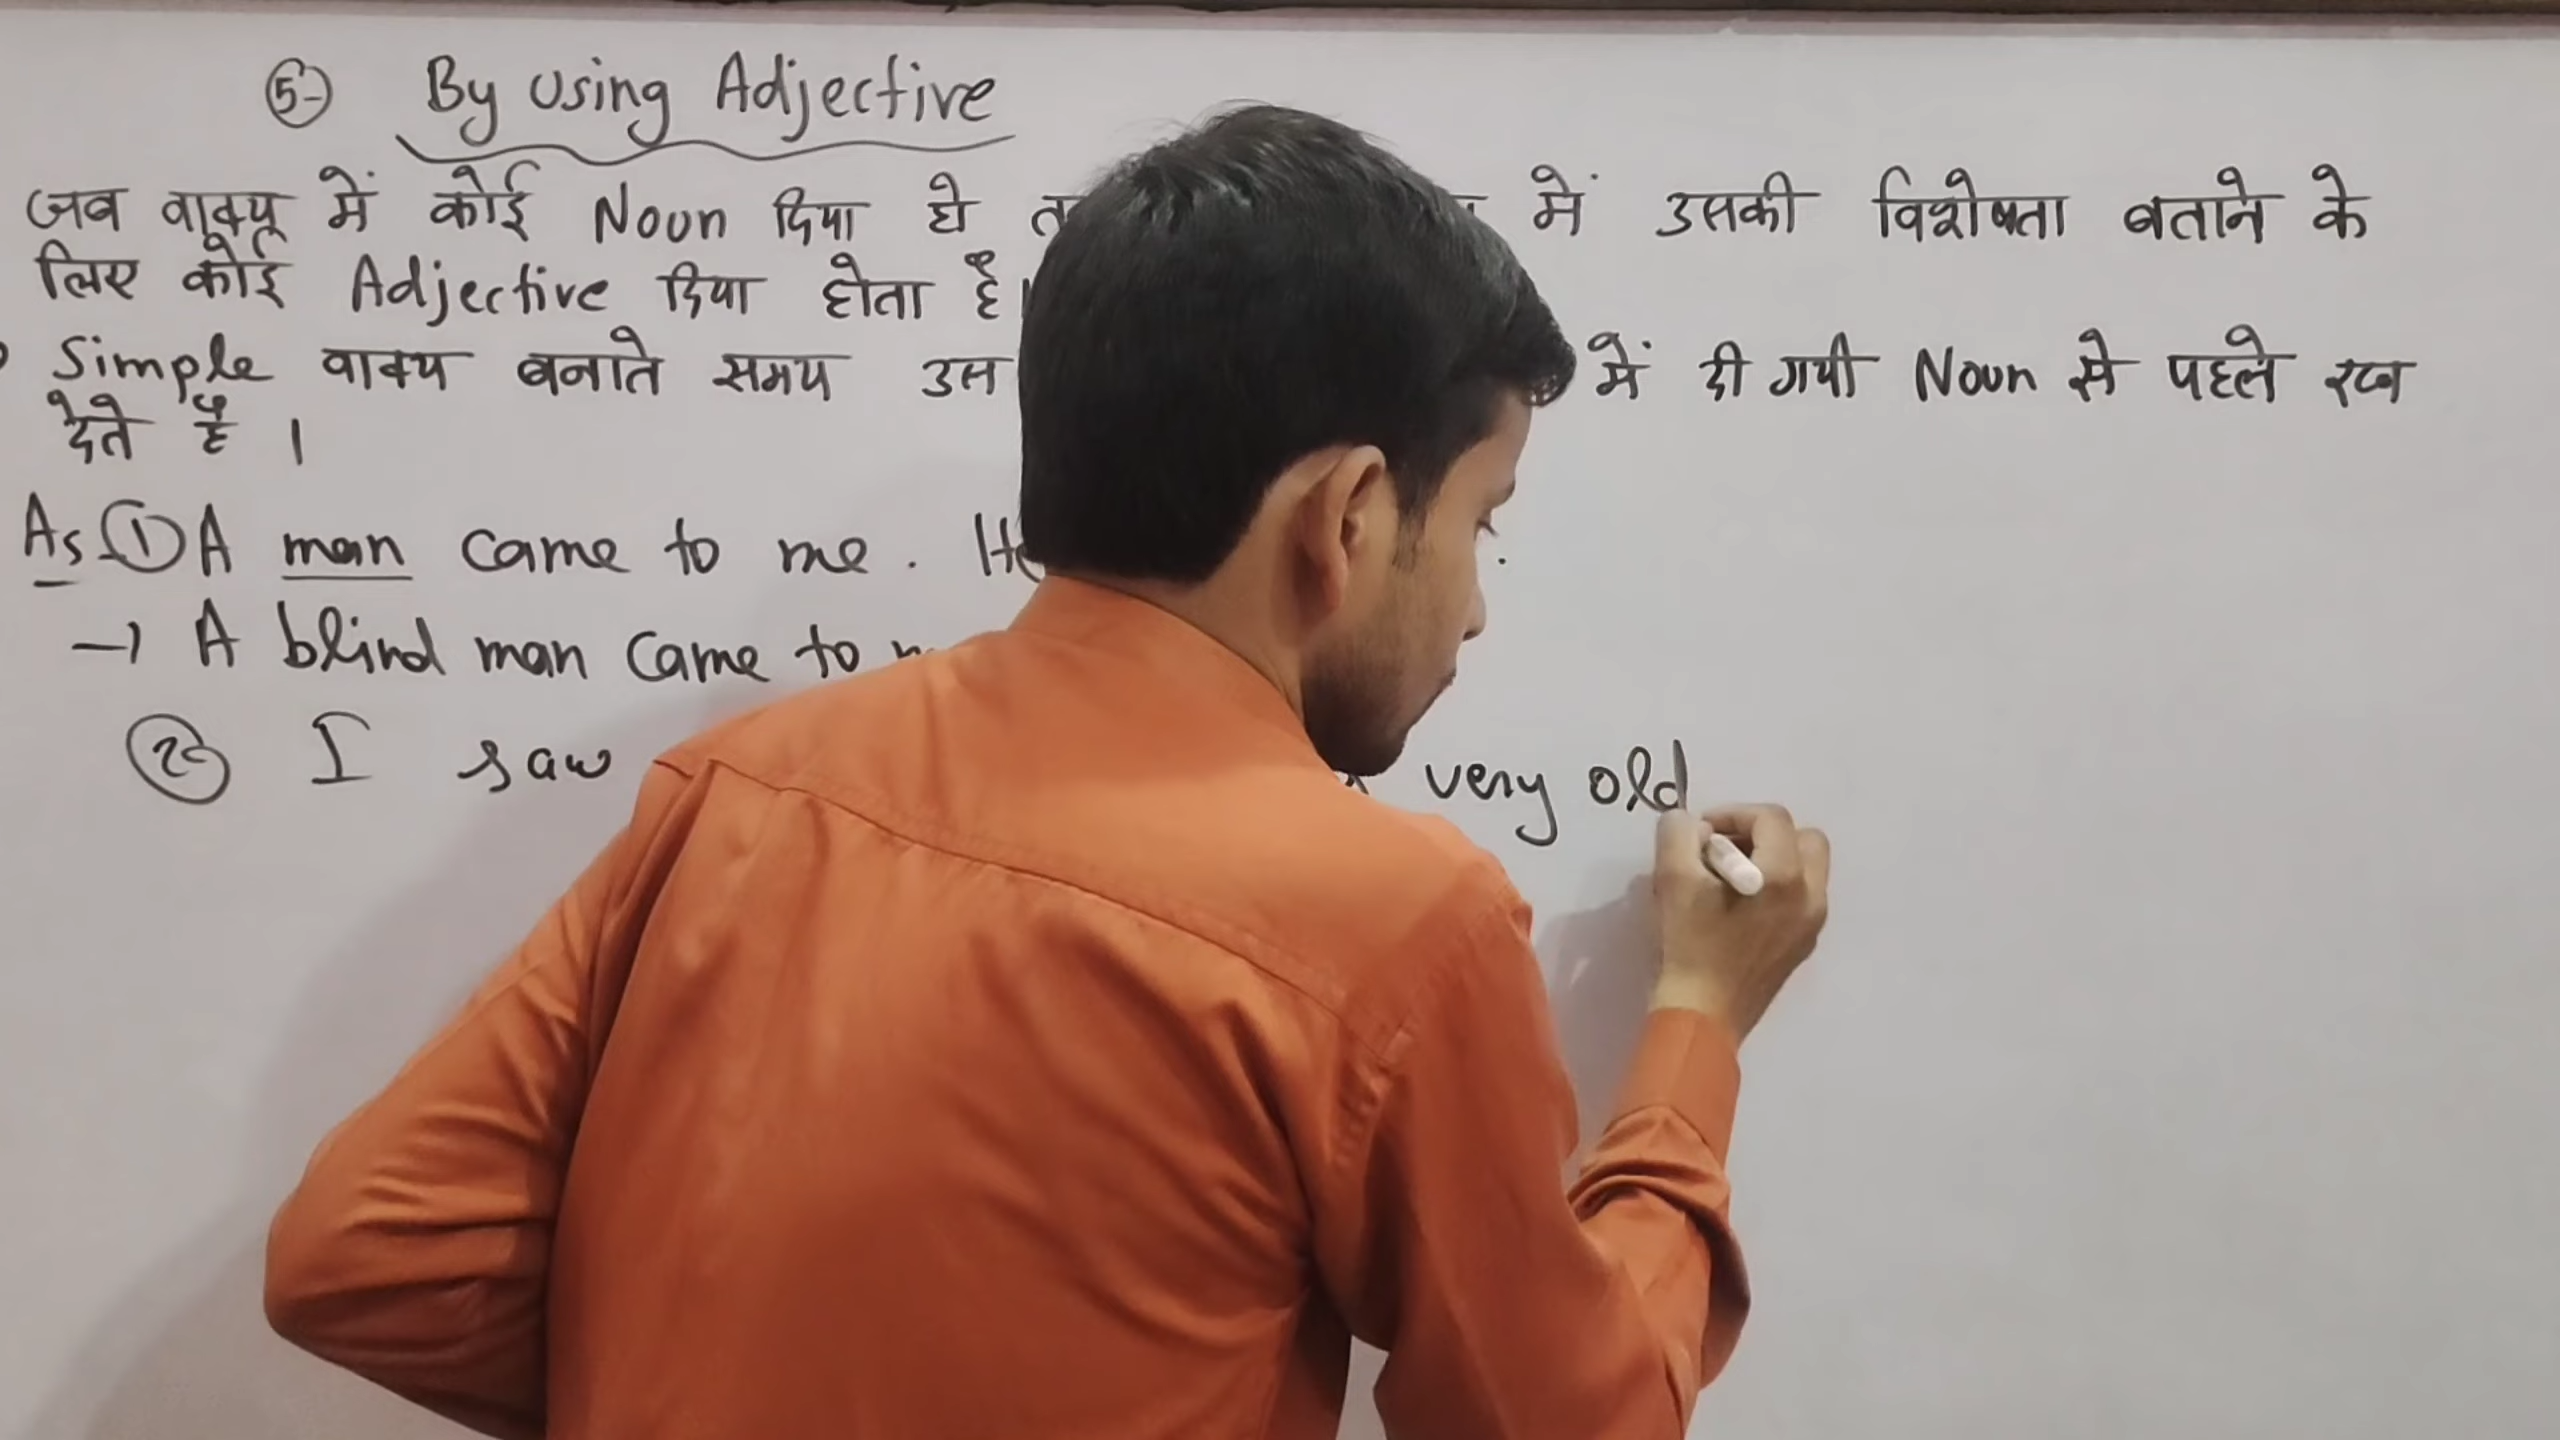 5- By Using Adjective
जब वाक्य में कोई Noun दिया हो में उसकी विशेषता बताने के
लिए कोई Adjective दिया होता है।
Simple वाक्य बनाते समय उस में दी गयी Noun से पहले रख
देते है ।
As-① A man came to me. He .
→ A blind man came to
② I saw very old